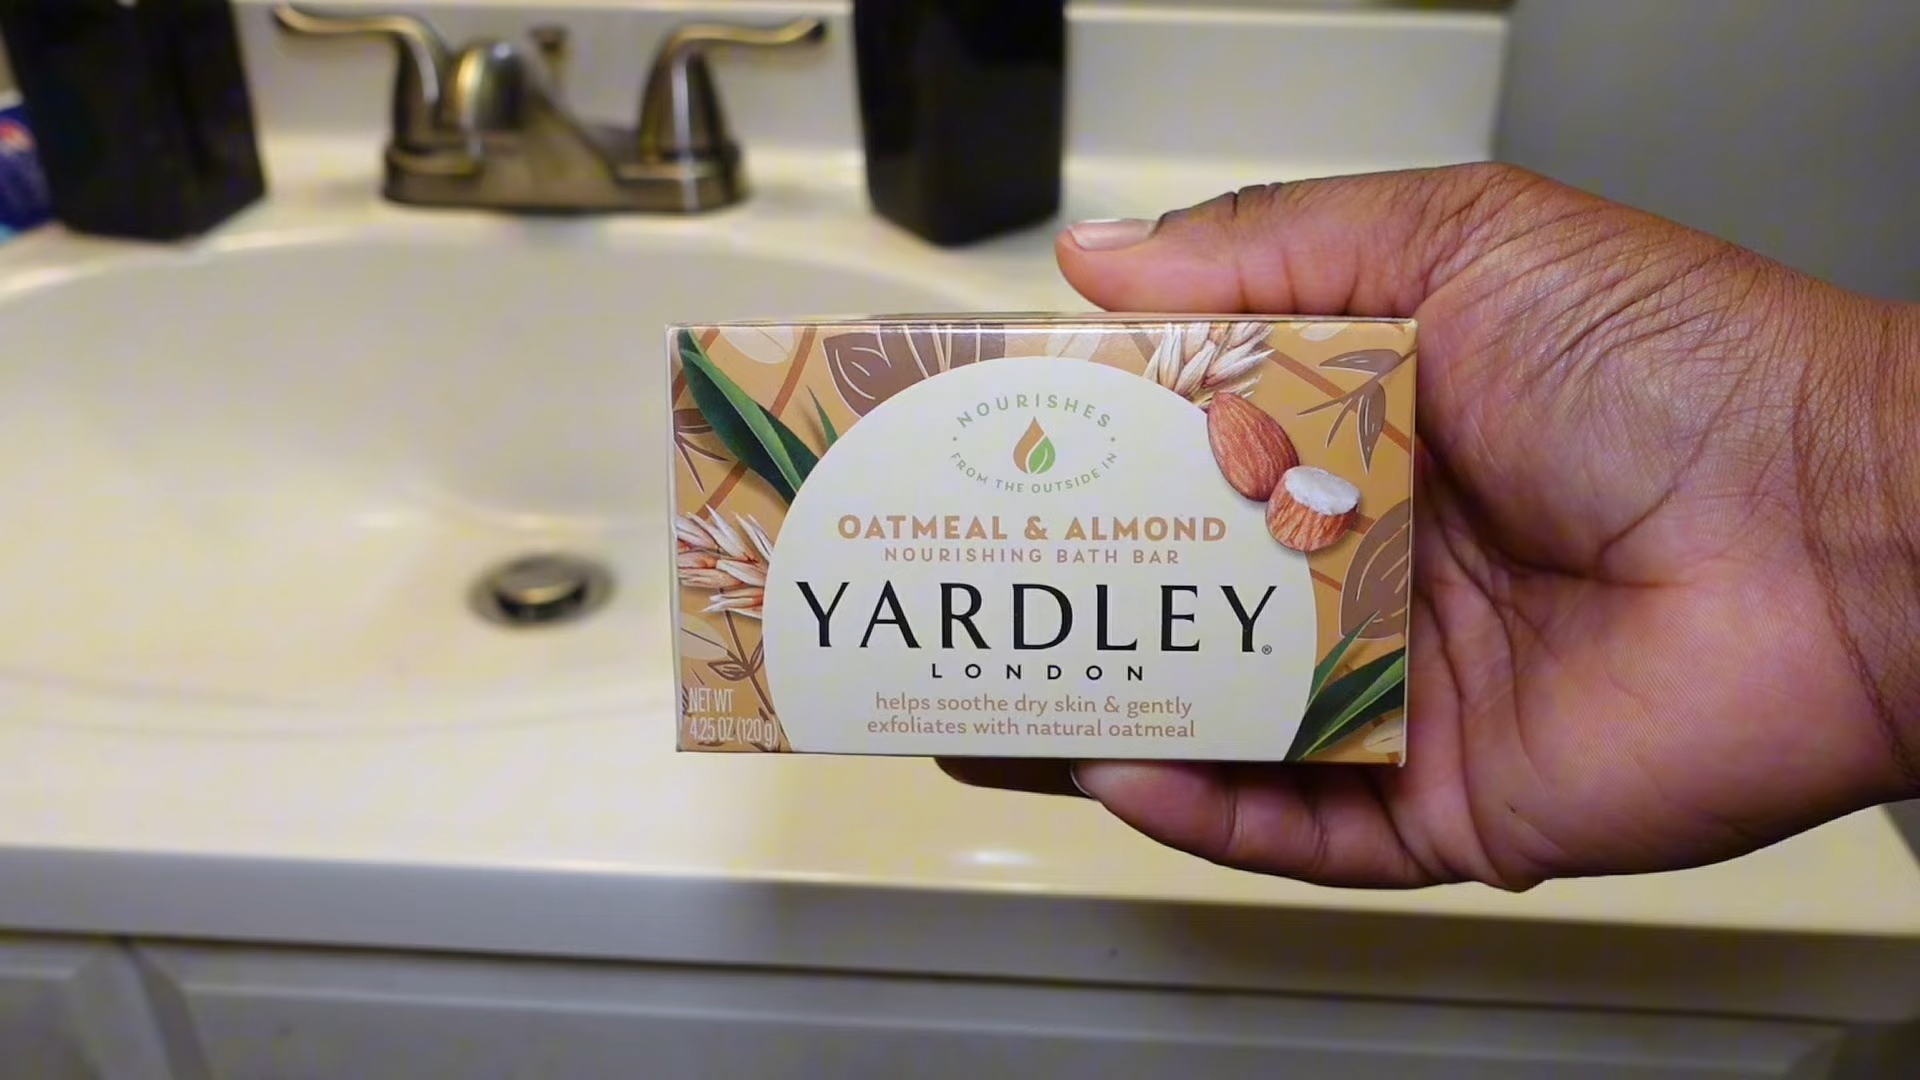 NOURISHES
FROM THE OUTSIDE IN
OATMEAL & ALMOND
NOURISHING BATH BAR
YARDLEY®
LONDON
helps soothe dry skin & gently
exfoliates with natural oatmeal
NET WT
4.25 OZ (120 g)